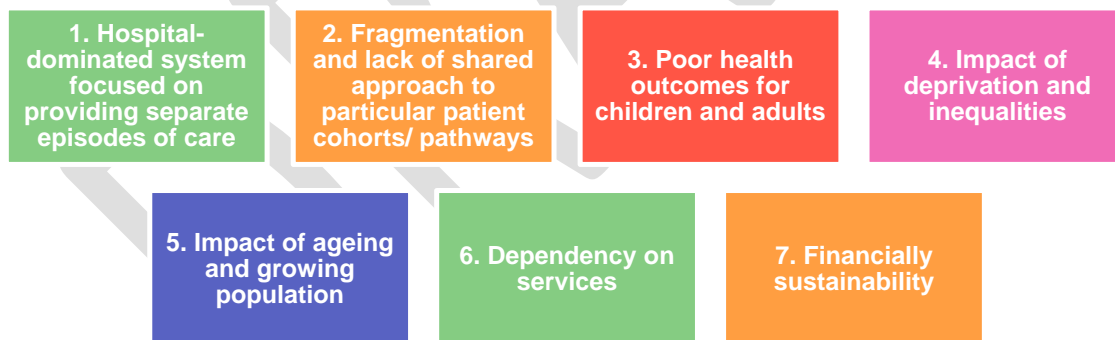 1. Hospital-
dominated system
focused on
providing separate
episodes of care
2. Fragmentation
and lack of shared
approach to
particular patient
cohorts/ pathways
3. Poor health
outcomes for
children and adults
4. Impact of
deprivation and
inequalities
5. Impact of ageing
and growing
population
6. Dependency on
services
7. Financially
sustainability